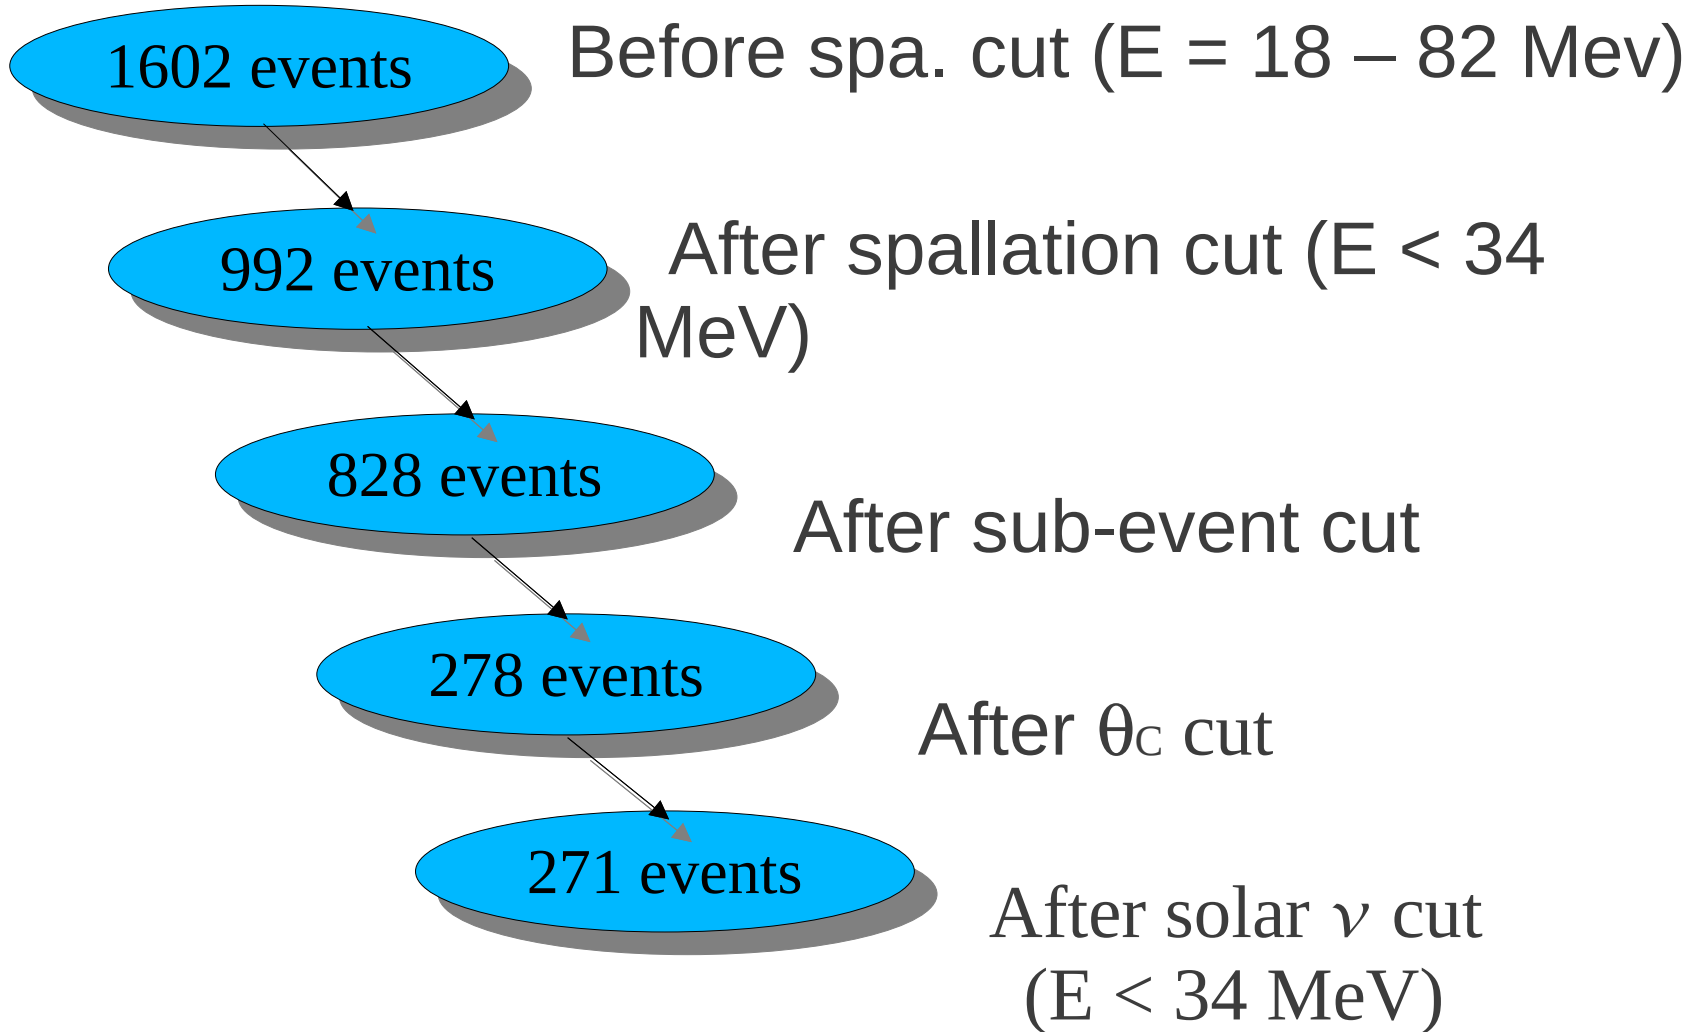 1602 events
Before spa. cut (E = 18 – 82 Mev)
992 events
After spallation cut (E < 34
MeV)
828 events
After sub-event cut
278 events
After θC cut
271 events
After solar ν cut
(E < 34 MeV)